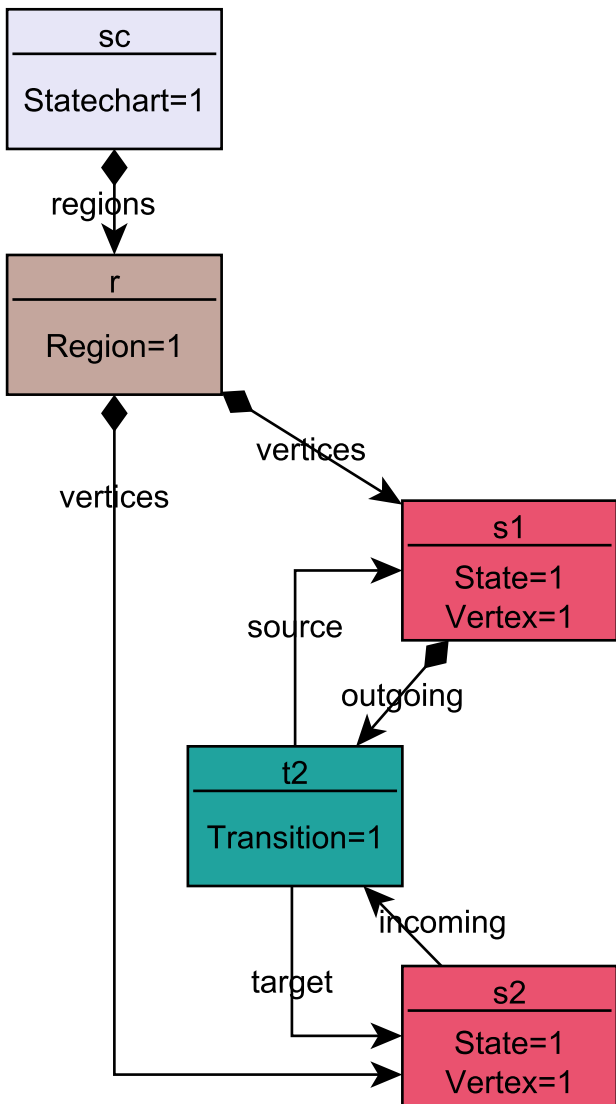 sc
Statechart=1
regions
r
Region=1
vertices
vertices
s1
State=1
Vertex=1
source
outgoing
t2
Transition=1
incoming
target
s2
State=1
Vertex=1